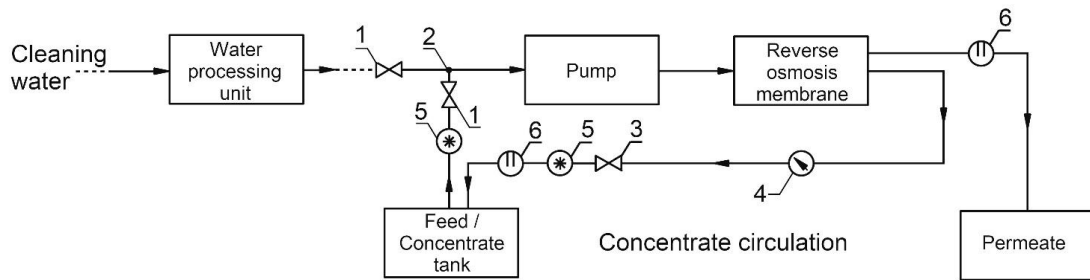 Cleaning
water
Water
processing
unit
1
2
Pump
Reverse
osmosis
membrane
6
1
5
6
5
3
4
Feed /
Concentrate
tank
Concentrate circulation
Permeate